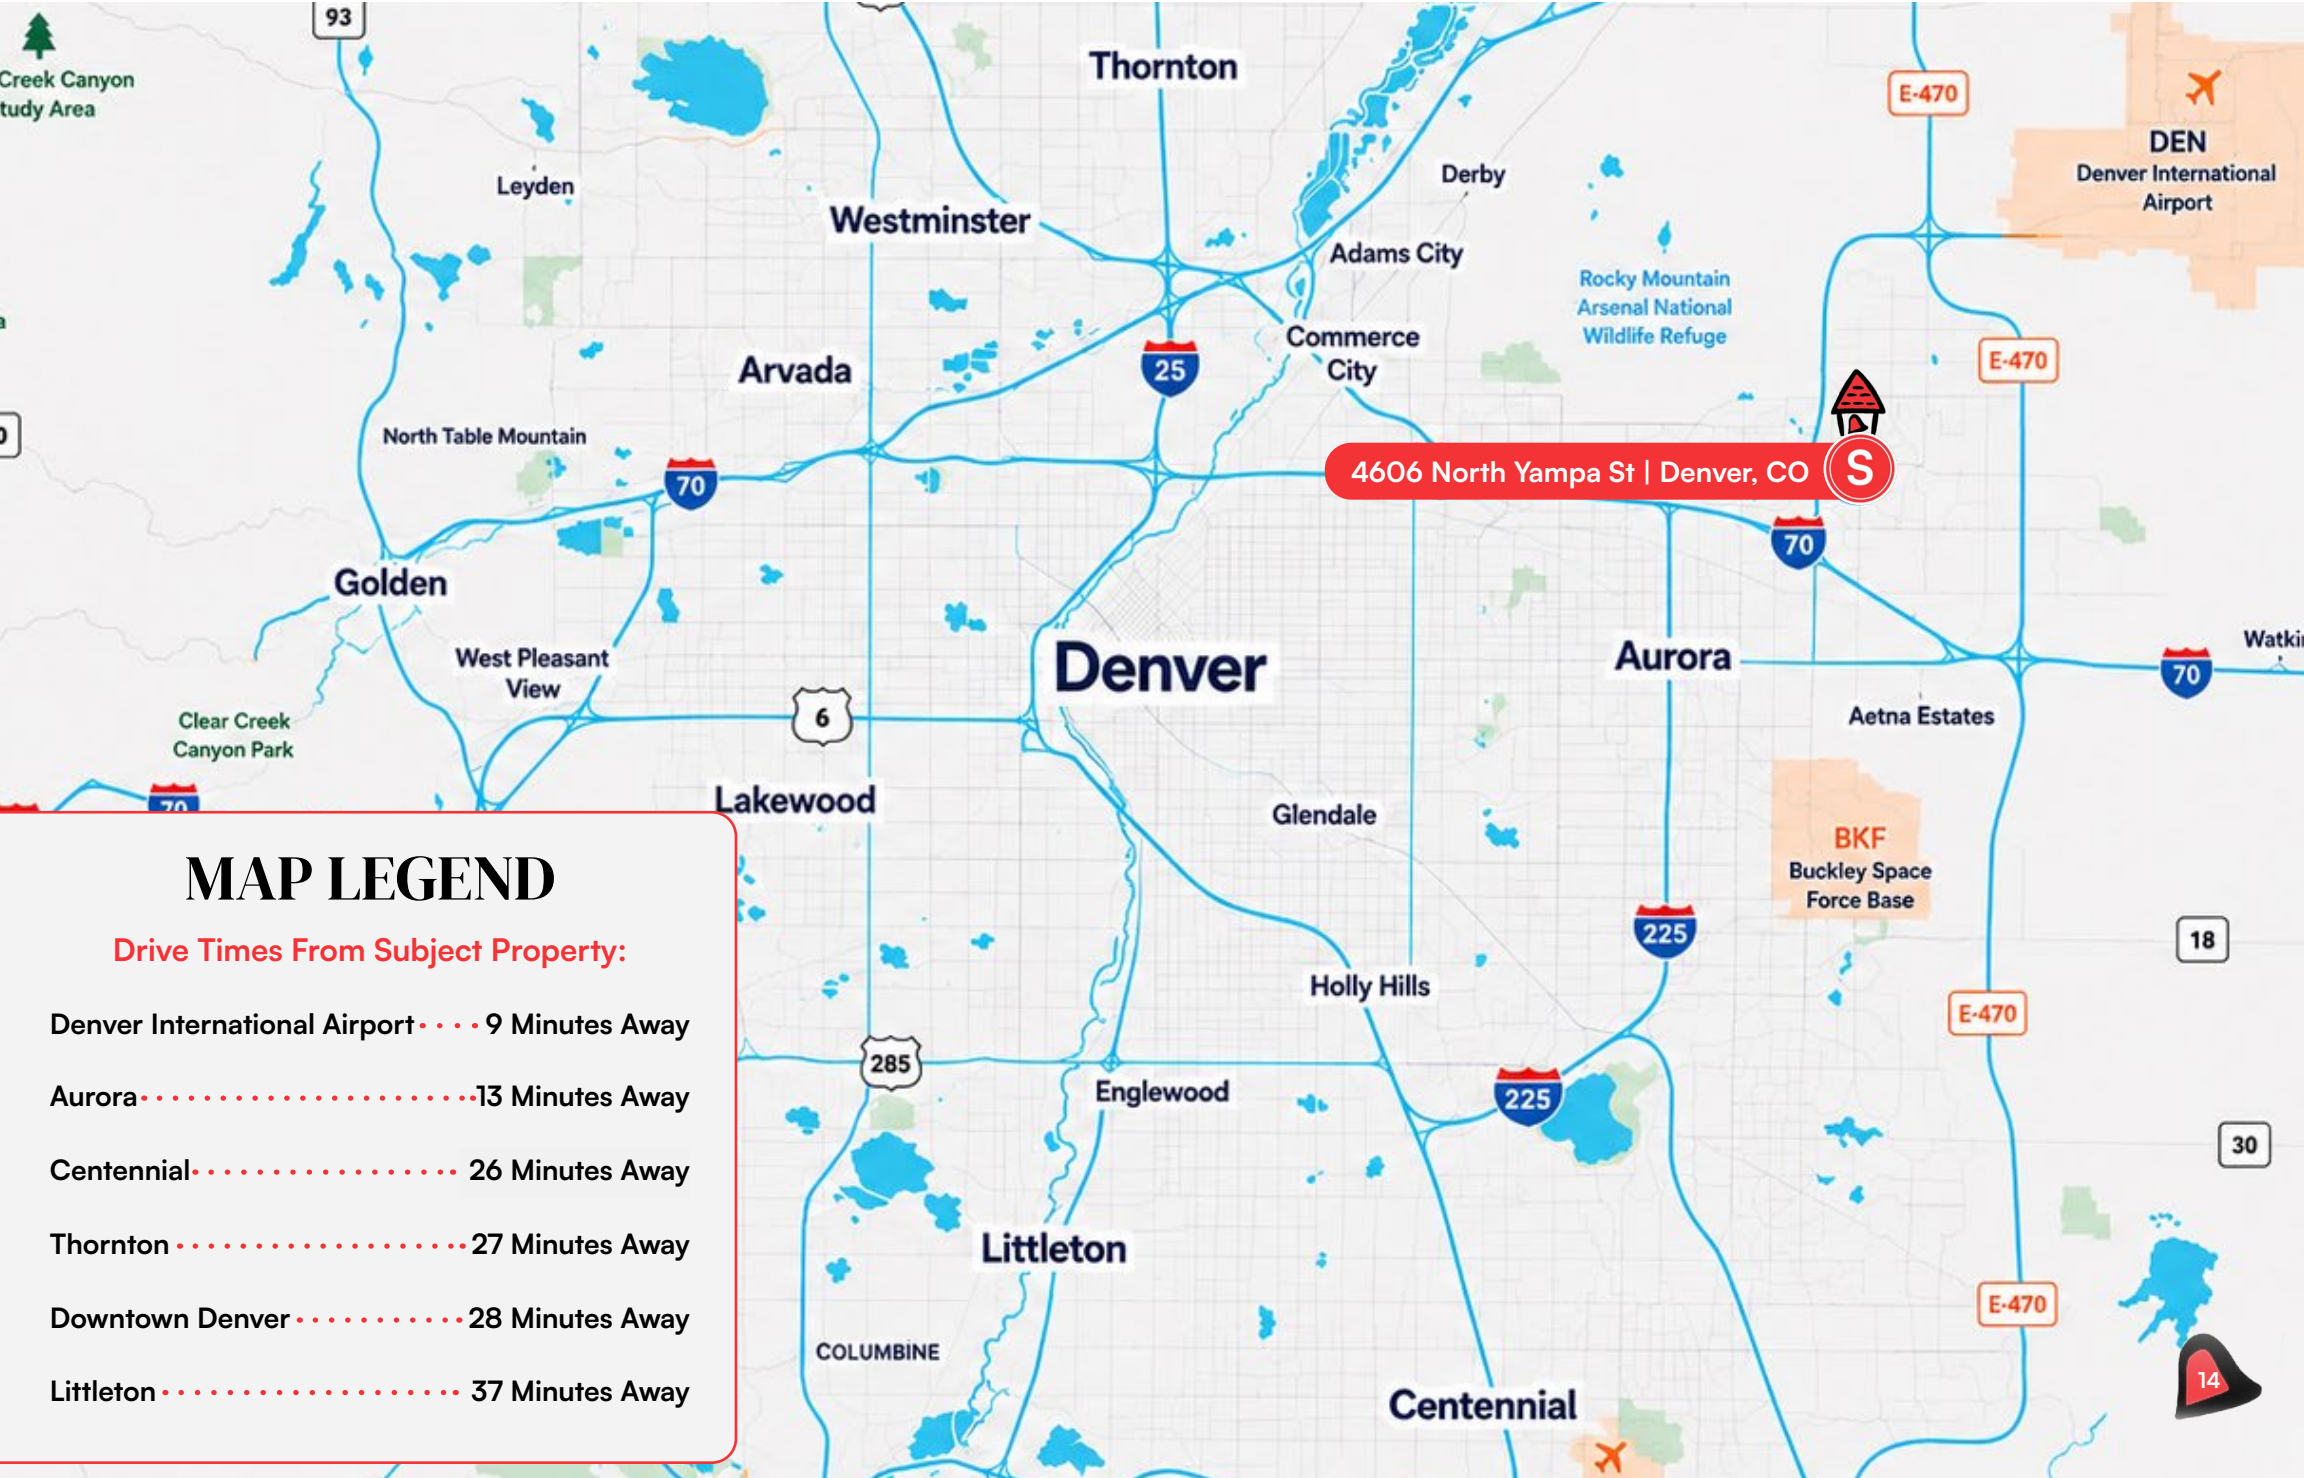 93
Creek Canyon
tudy Area
Thornton
E-470
DEN
Denver International
Airport
Leyden
Derby
Westminster
Adams City
Rocky Mountain
Arsenal National
Wildlife Refuge
Commerce
City
25
Arvada
E-470
North Table Mountain
70
4606 North Yampa St | Denver, CO
S
70
Golden
Denver
Aurora
70
West Pleasant
View
6
Aetna Estates
Clear Creek
Canyon Park
70
Lakewood
Glendale
BKF
Buckley Space
Force Base
225
18
Holly Hills
E-470
285
Englewood
225
30
Littleton
E-470
COLUMBINE
Centennial
MAP LEGEND
Drive Times From Subject Property:
Denver International Airport 9 Minutes Away
Aurora 13 Minutes Away
Centennial 26 Minutes Away
Thornton 27 Minutes Away
Downtown Denver 28 Minutes Away
Littleton 37 Minutes Away
14